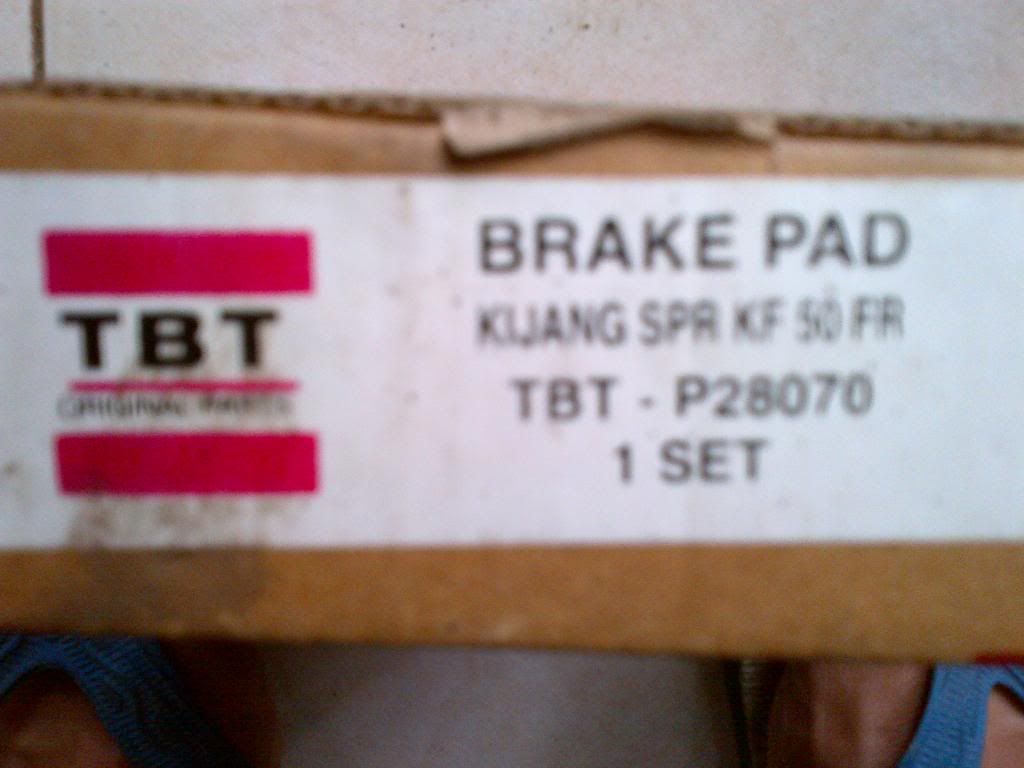 TBT
ORIGINAL PARTS
BRAKE PAD
KIJANG SPR KF 50 FR
TBT - P28070
1 SET